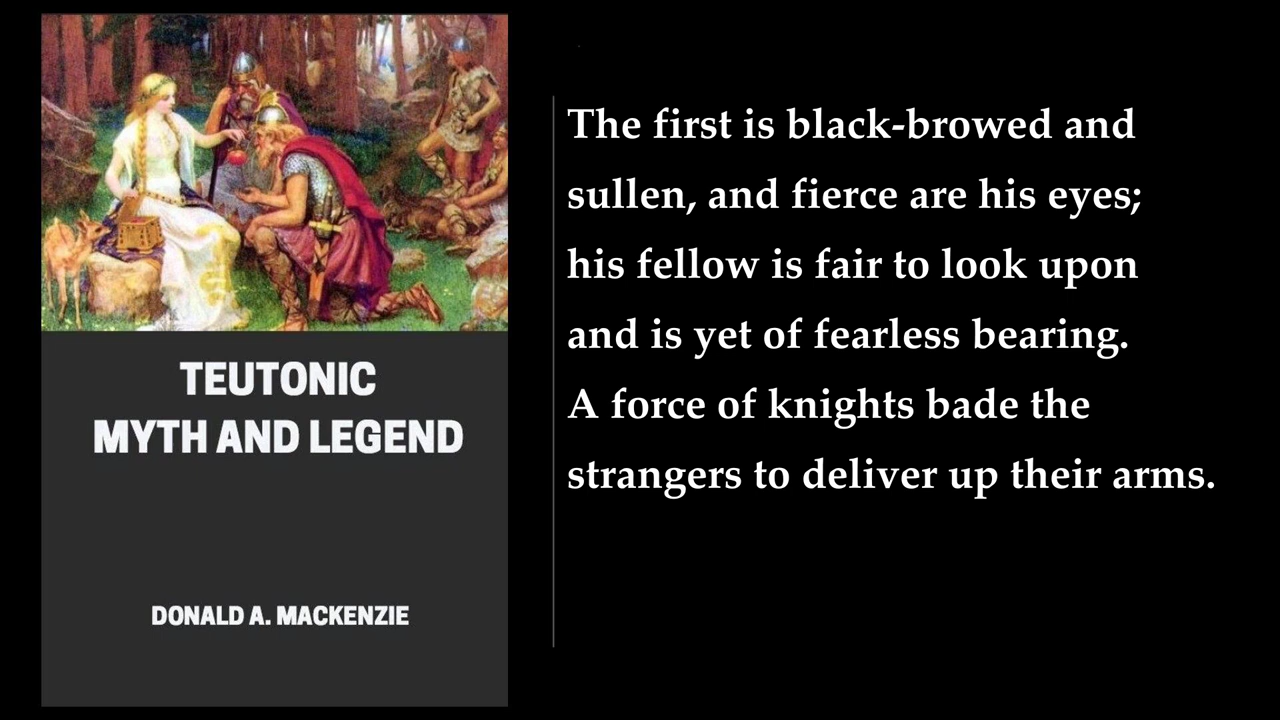 TEUTONIC
MYTH AND LEGEND
DONALD A. MACKENZIE
The first is black-browed and
sullen, and fierce are his eyes;
his fellow is fair to look upon
and is yet of fearless bearing.
A force of knights bade the
strangers to deliver up their arms.